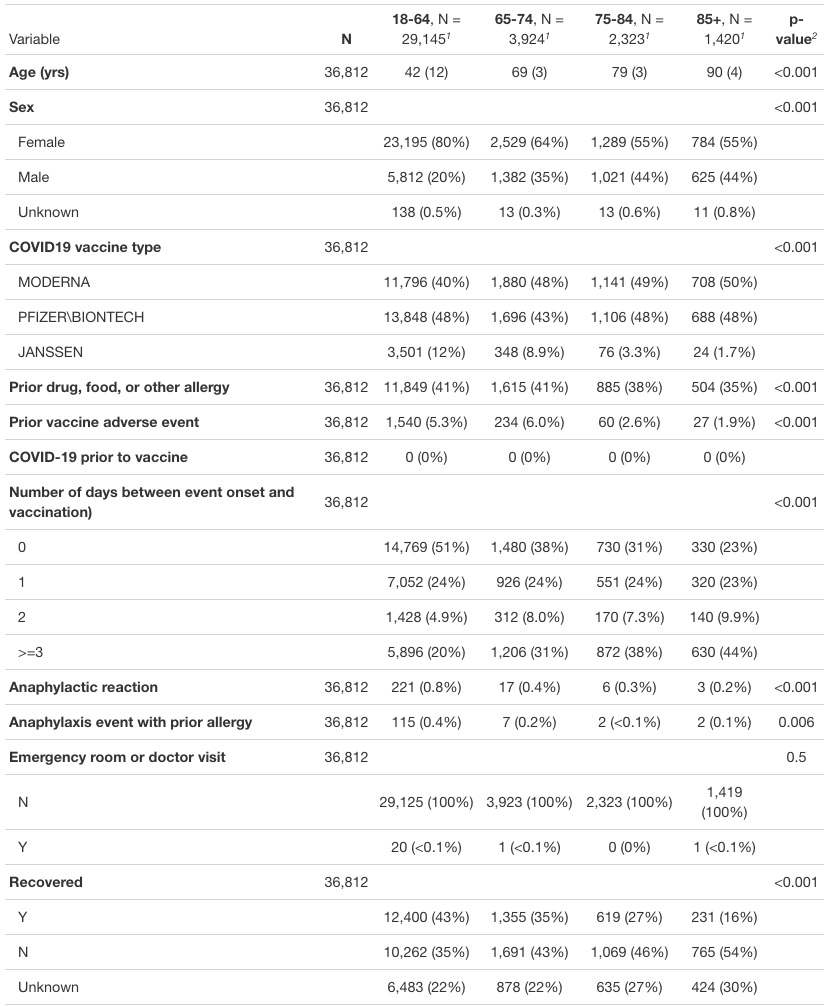 Variable N 18-64, N = 29,145¹ 65-74, N = 3,924¹ 75-84, N = 2,323¹ 85+, N = 1,420¹ p-value²
Age (yrs) 36,812 42 (12) 69 (3) 79 (3) 90 (4) <0.001
Sex 36,812 <0.001
Female 23,195 (80%) 2,529 (64%) 1,289 (55%) 784 (55%)
Male 5,812 (20%) 1,382 (35%) 1,021 (44%) 625 (44%)
Unknown 138 (0.5%) 13 (0.3%) 13 (0.6%) 11 (0.8%)
COVID19 vaccine type 36,812 <0.001
MODERNA 11,796 (40%) 1,880 (48%) 1,141 (49%) 708 (50%)
PFIZER\BIONTECH 13,848 (48%) 1,696 (43%) 1,106 (48%) 688 (48%)
JANSSEN 3,501 (12%) 348 (8.9%) 76 (3.3%) 24 (1.7%)
Prior drug, food, or other allergy 36,812 11,849 (41%) 1,615 (41%) 885 (38%) 504 (35%) <0.001
Prior vaccine adverse event 36,812 1,540 (5.3%) 234 (6.0%) 60 (2.6%) 27 (1.9%) <0.001
COVID-19 prior to vaccine 36,812 0 (0%) 0 (0%) 0 (0%) 0 (0%)
Number of days between event onset and
vaccination) 36,812 <0.001
0 14,769 (51%) 1,480 (38%) 730 (31%) 330 (23%)
1 7,052 (24%) 926 (24%) 551 (24%) 320 (23%)
2 1,428 (4.9%) 312 (8.0%) 170 (7.3%) 140 (9.9%)
>=3 5,896 (20%) 1,206 (31%) 872 (38%) 630 (44%)
Anaphylactic reaction 36,812 221 (0.8%) 17 (0.4%) 6 (0.3%) 3 (0.2%) <0.001
Anaphylaxis event with prior allergy 36,812 115 (0.4%) 7 (0.2%) 2 (<0.1%) 2 (0.1%) 0.006
Emergency room or doctor visit 36,812 0.5
N 29,125 (100%) 3,923 (100%) 2,323 (100%) 1,419 (100%)
Y 20 (<0.1%) 1 (<0.1%) 0 (0%) 1 (<0.1%)
Recovered 36,812 <0.001
Y 12,400 (43%) 1,355 (35%) 619 (27%) 231 (16%)
N 10,262 (35%) 1,691 (43%) 1,069 (46%) 765 (54%)
Unknown 6,483 (22%) 878 (22%) 635 (27%) 424 (30%)